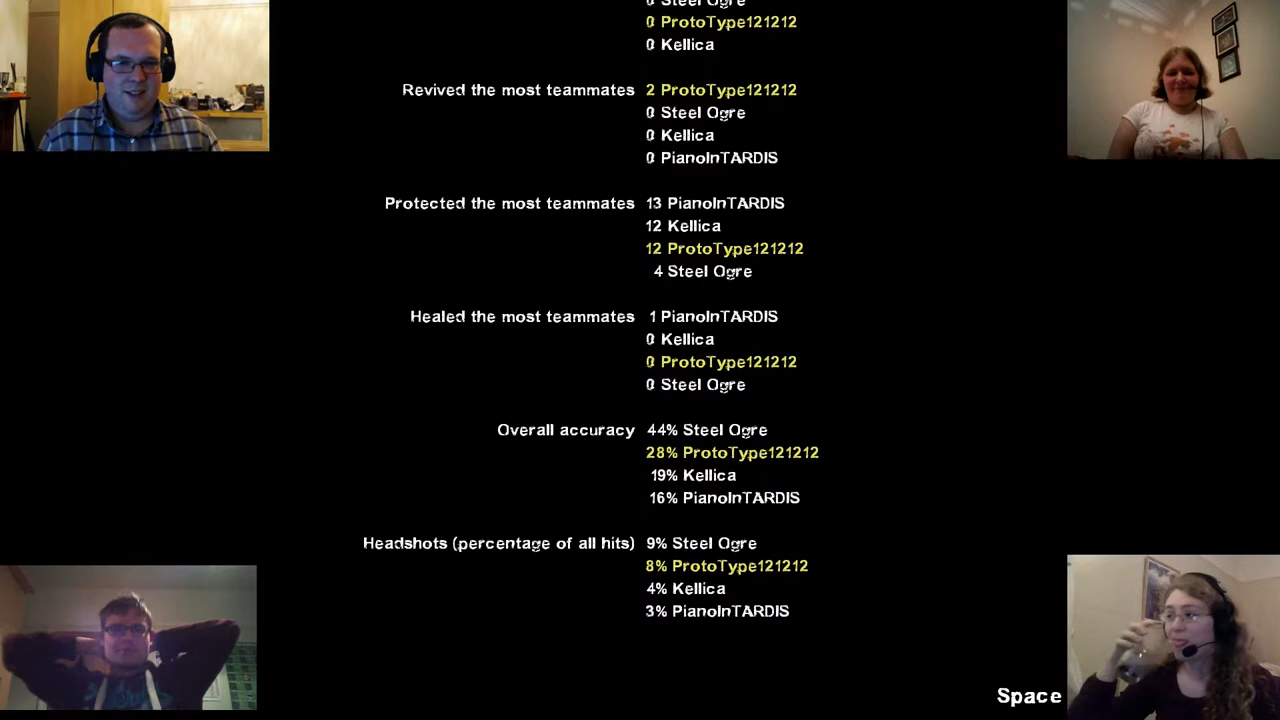 0 Steel Ogre
0 ProtoType121212
0 Kellica
Revived the most teammates 2 ProtoType121212
0 Steel Ogre
0 Kellica
0 PianoInTARDIS
Protected the most teammates 13 PianoInTARDIS
12 Kellica
12 ProtoType121212
4 Steel Ogre
Healed the most teammates 1 PianoInTARDIS
0 Kellica
0 ProtoType121212
0 Steel Ogre
Overall accuracy 44% Steel Ogre
28% ProtoType121212
19% Kellica
16% PianoInTARDIS
Headshots (percentage of all hits) 9% Steel Ogre
8% ProtoType121212
4% Kellica
3% PianoInTARDIS
Space